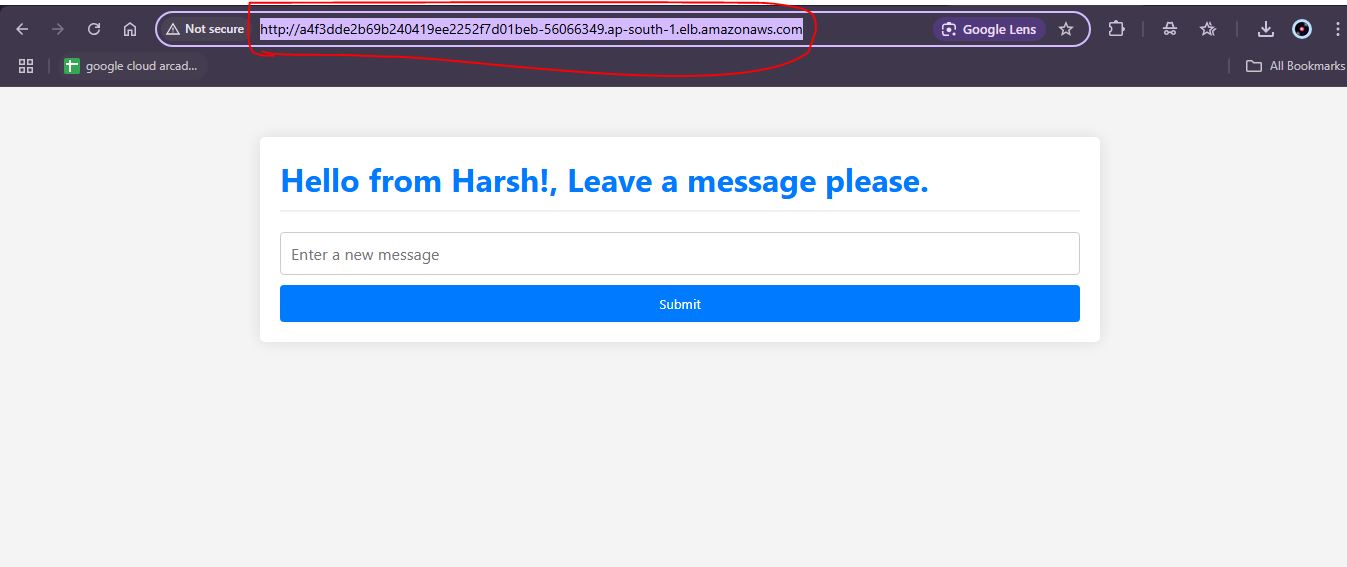 Not secure http://a4f3dde2b69b240419ee2252f7d01beb-56066349.ap-south-1.elb.amazonaws.com Google Lens
google cloud arcad... All Bookmarks
Hello from Harsh!, Leave a message please.
Enter a new message
Submit